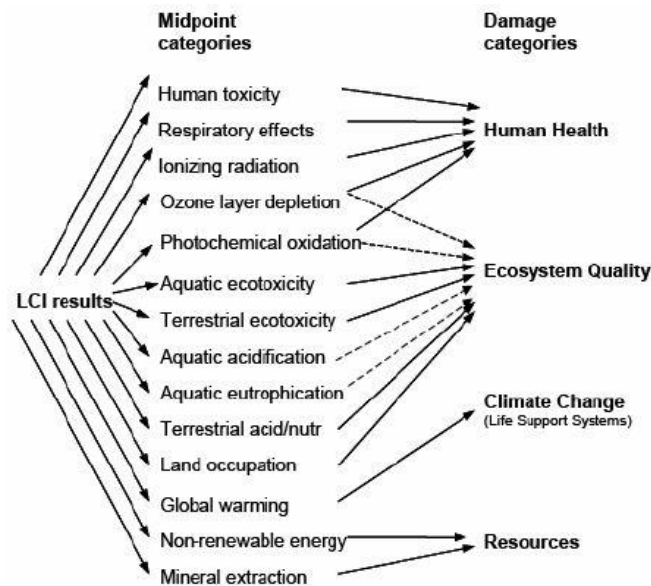 Midpoint
categories
Damage
categories
Human toxicity
Respiratory effects
Human Health
Ionizing radiation
Ozone layer depletion
Photochemical oxidation
Ecosystem Quality
Aquatic ecotoxicity
LCI results
Terrestrial ecotoxicity
Aquatic acidification
Aquatic eutrophication
Climate Change
(Life Support Systems)
Terrestrial acid/nutr
Land occupation
Global warming
Non-renewable energy
Resources
Mineral extraction